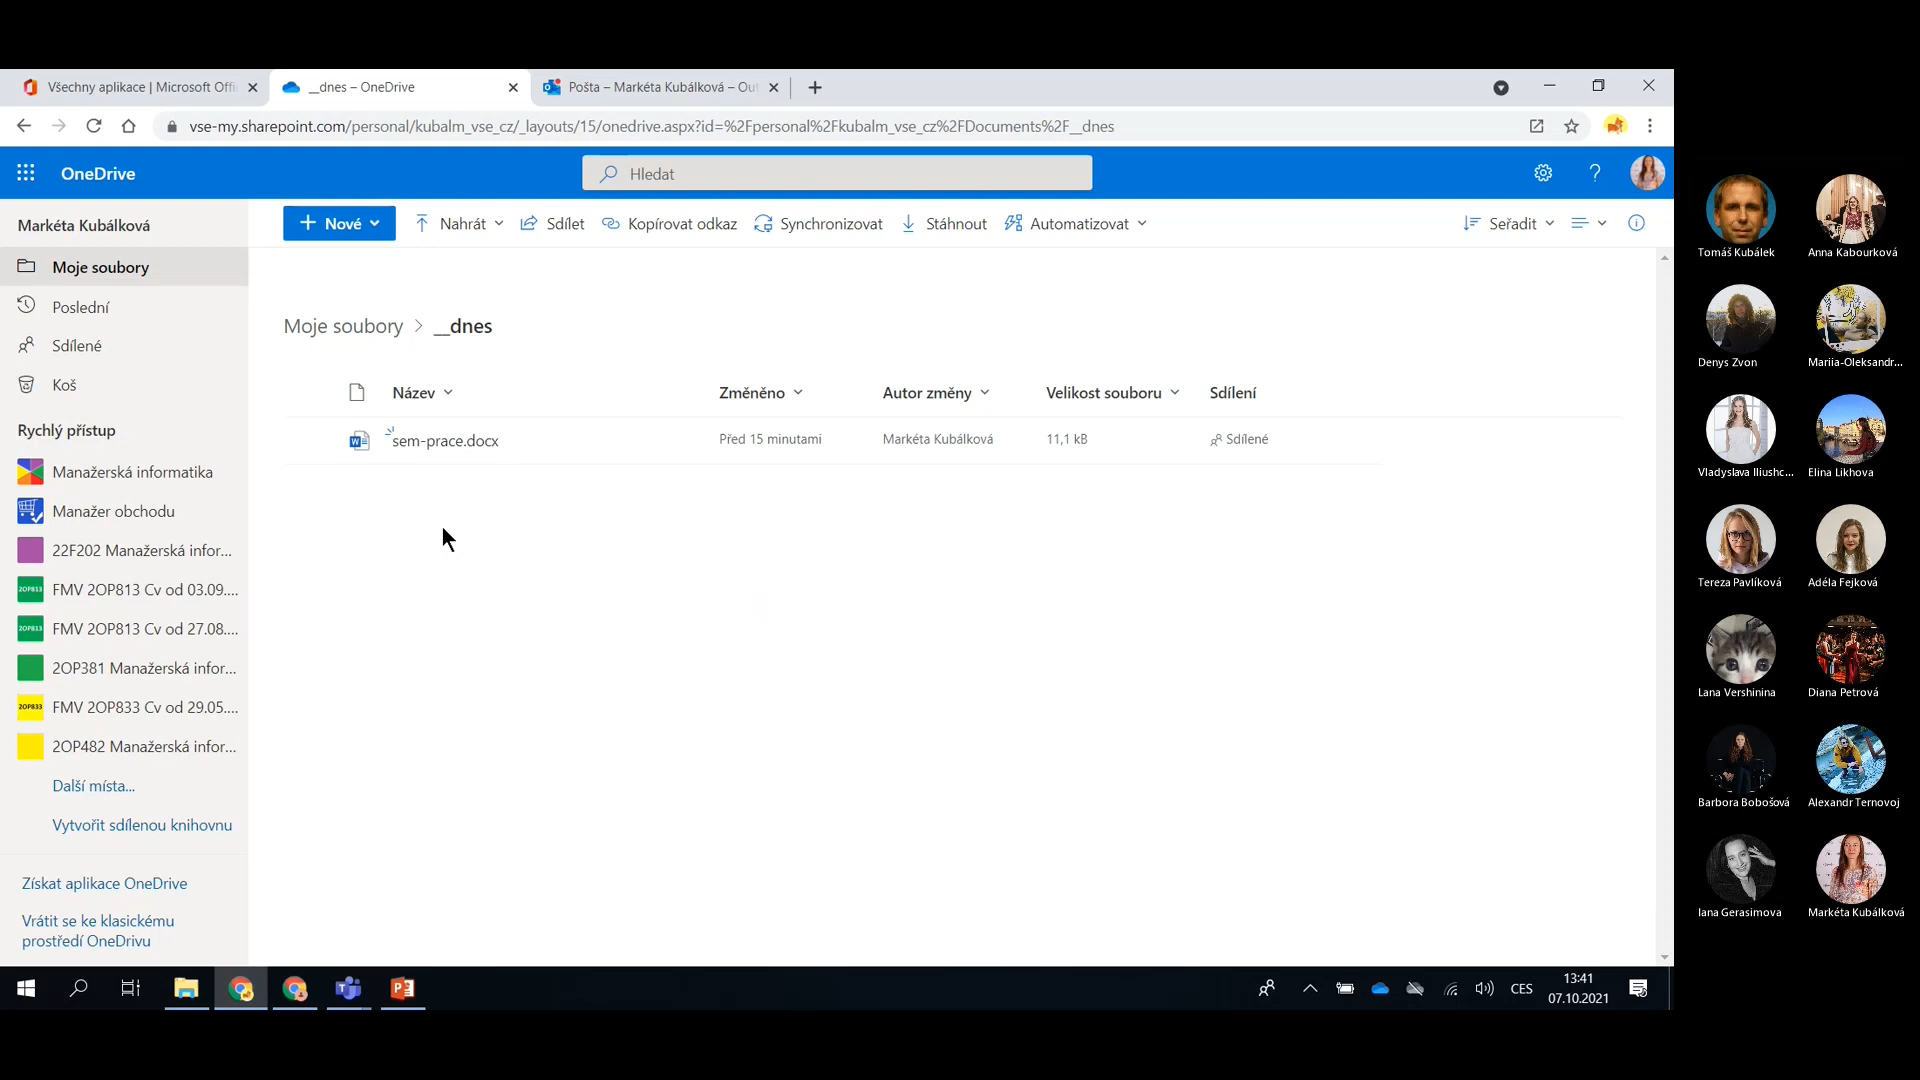 Všechny aplikace | Microsoft Offi
__dnes – OneDrive
Pošta – Markéta Kubálková – Out
vse-my.sharepoint.com/personal/kubalm_vse_cz/_layouts/15/onedrive.aspx?id=%2Fpersonal%2Fkubalm_vse_cz%2FDocuments%2F__dnes
OneDrive
Hledat
?
Markéta Kubálková
Nové
Nahrát
Sdílet
Kopírovat odkaz
Synchronizovat
Stáhnout
Automatizovat
Seřadit
Moje soubory
Poslední
Sdílené
Koš
Rychlý přístup
Manažerská informatika
Manažer obchodu
22F202 Manažerská infor...
2OP813 FMV 2OP813 Cv od 03.09....
2OP813 FMV 2OP813 Cv od 27.08....
2OP381 Manažerská infor...
2OP833 FMV 2OP833 Cv od 29.05....
2OP482 Manažerská infor...
Další místa...
Vytvořit sdílenou knihovnu
Získat aplikace OneDrive
Vrátit se ke klasickému
prostředí OneDrivu
Moje soubory > __dnes
Název
Změněno
Autor změny
Velikost souboru
Sdílení
sem-prace.docx
Před 15 minutami
Markéta Kubálková
11,1 kB
Sdílené
Tomáš Kubálek
Anna Kabourková
Denys Zvon
Mariia-Oleksandr...
Vladyslava Iliushc...
Elina Likhova
Tereza Pavlíková
Adéla Fejková
Lana Vershinina
Diana Petrová
Barbora Bobošová
Alexandr Ternovoj
Iana Gerasimova
Markéta Kubálková
CES
13:41
07.10.2021